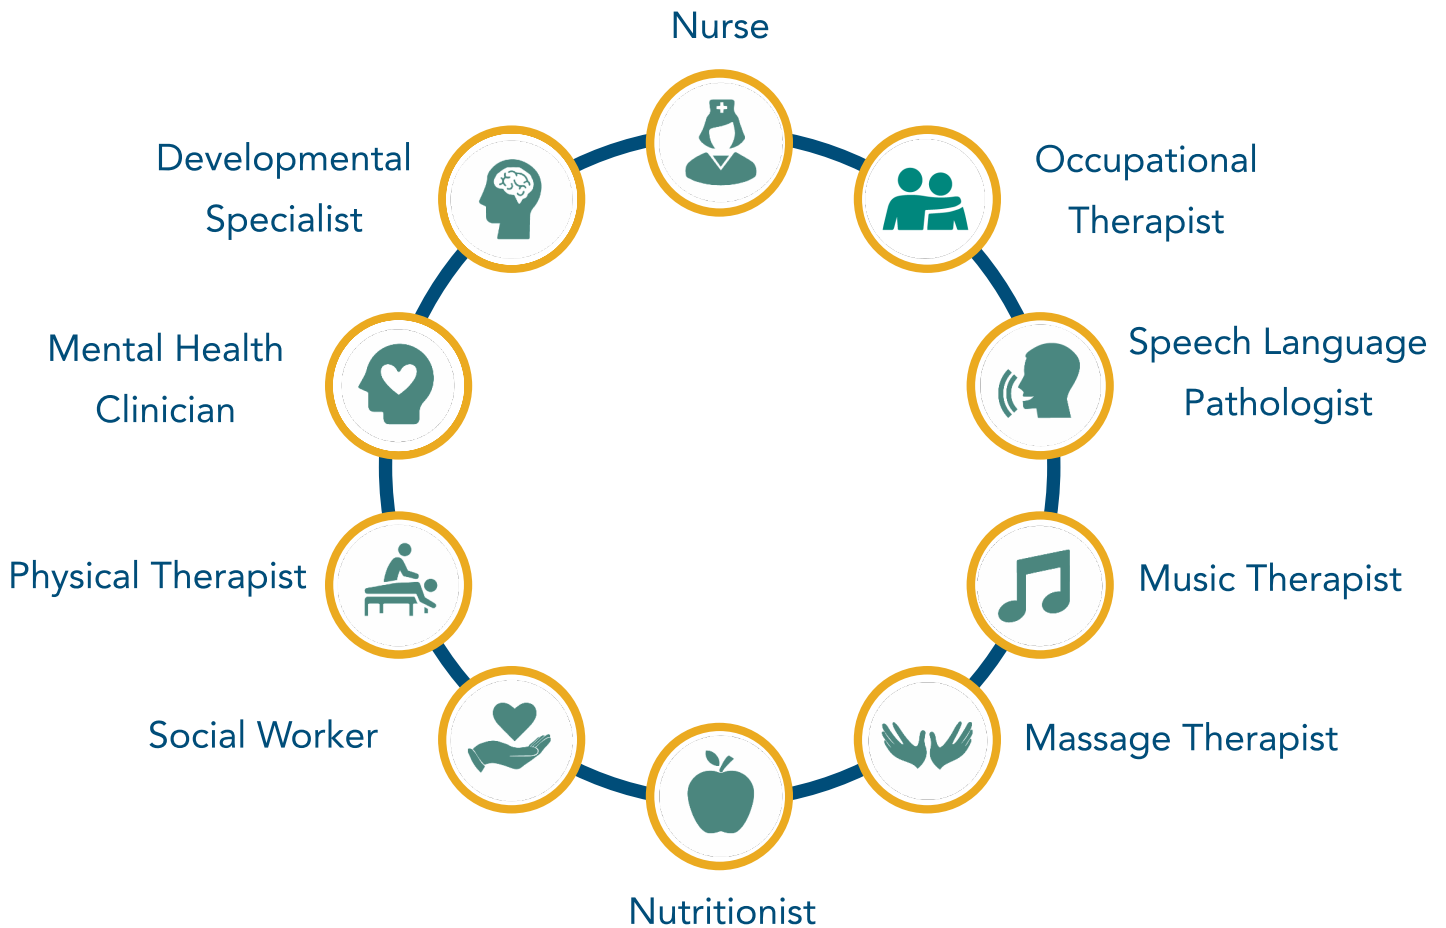 Nurse
Occupational
Therapist
Speech Language
Pathologist
Music Therapist
Massage Therapist
Nutritionist
Social Worker
Physical Therapist
Mental Health
Clinician
Developmental
Specialist